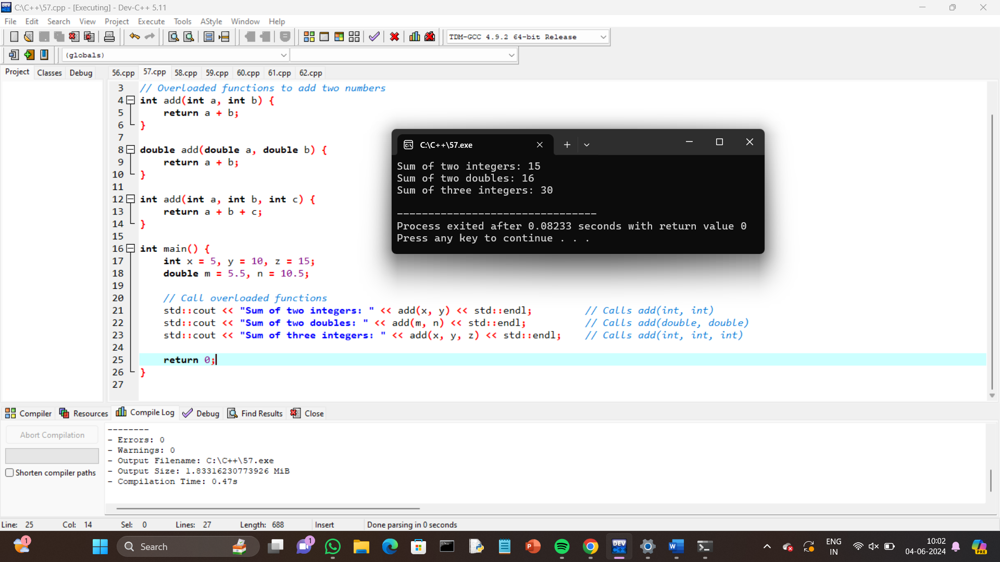 C:\C++\57.cpp - [Executing] - Dev-C++ 5.11
File Edit Search View Project Execute Tools AStyle Window Help
TDM-GCC 4.9.2 64-bit Release
(globals)
Project Classes Debug 56.cpp 57.cpp 58.cpp 59.cpp 60.cpp 61.cpp 62.cpp
3 // Overloaded functions to add two numbers
4 int add(int a, int b) {
5 return a + b;
6 }
7
8 double add(double a, double b) {
9 return a + b;
10 }
11
12 int add(int a, int b, int c) {
13 return a + b + c;
14 }
15
16 int main() {
17 int x = 5, y = 10, z = 15;
18 double m = 5.5, n = 10.5;
19
20 // Call overloaded functions
21 std::cout << "Sum of two integers: " << add(x, y) << std::endl; // Calls add(int, int)
22 std::cout << "Sum of two doubles: " << add(m, n) << std::endl; // Calls add(double, double)
23 std::cout << "Sum of three integers: " << add(x, y, z) << std::endl; // Calls add(int, int, int)
24
25 return 0;
26 }
27
C:\C++\57.exe
Sum of two integers: 15
Sum of two doubles: 16
Sum of three integers: 30
--------------------------------
Process exited after 0.08233 seconds with return value 0
Press any key to continue . . .
Compiler Resources Compile Log Debug Find Results Close
Abort Compilation
Shorten compiler paths
--------
- Errors: 0
- Warnings: 0
- Output Filename: C:\C++\57.exe
- Output Size: 1.83316230773926 MiB
- Compilation Time: 0.47s
Line: 25 Col: 14 Sel: 0 Lines: 27 Length: 688 Insert Done parsing in 0 seconds
1
Search
1
DEV C++
ENG
IN
10:02
04-06-2024
PRE